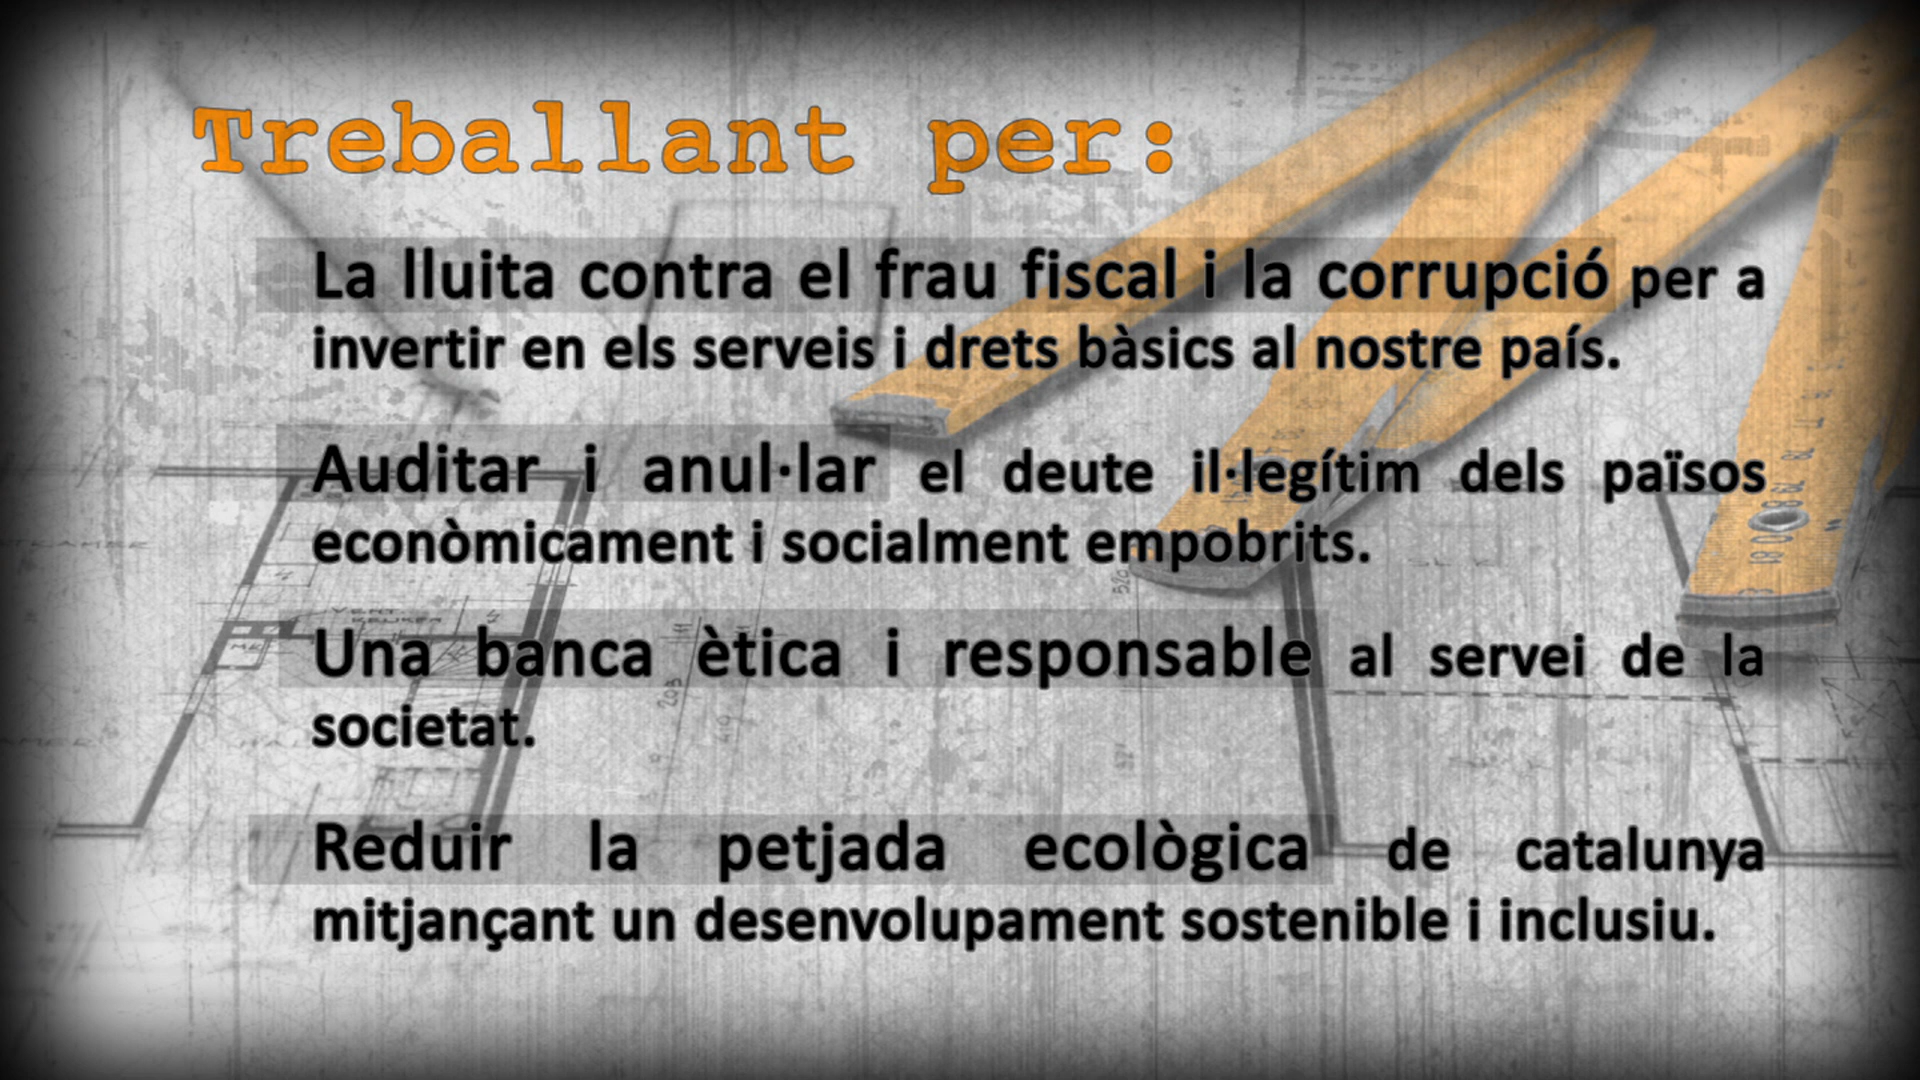 Treballant per:
La lluita contra el frau fiscal i la corrupció per a
invertir en els serveis i drets bàsics al nostre país.
Auditar i anul·lar el deute il·legítim dels països
econòmicament i socialment empobrits.
Una banca ètica i responsable al servei de la
societat.
Reduir la petjada ecològica de catalunya
mitjançant un desenvolupament sostenible i inclusiu.